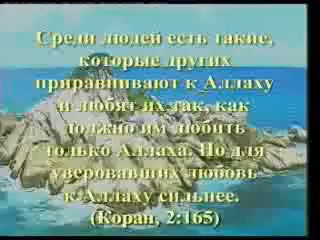 Среди людей есть такие,
которые других
приравнивают к Аллаху
и любят их так, как
должно им любить
только Аллаха. Но для
уверовавших любовь
к Аллаху сильнее.
(Коран, 2:165)